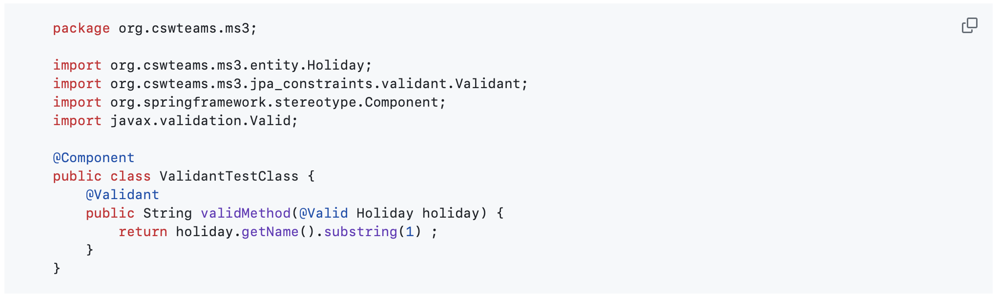 package org.cswteams.ms3;
import org.cswteams.ms3.entity.Holiday;
import org.cswteams.ms3.jpa_constraints.validant.Validant;
import org.springframework.stereotype.Component;
import javax.validation.Valid;
@Component
public class ValidantTestClass {
    @Validant
    public String validMethod(@Valid Holiday holiday) {
        return holiday.getName().substring(1) ;
    }
}